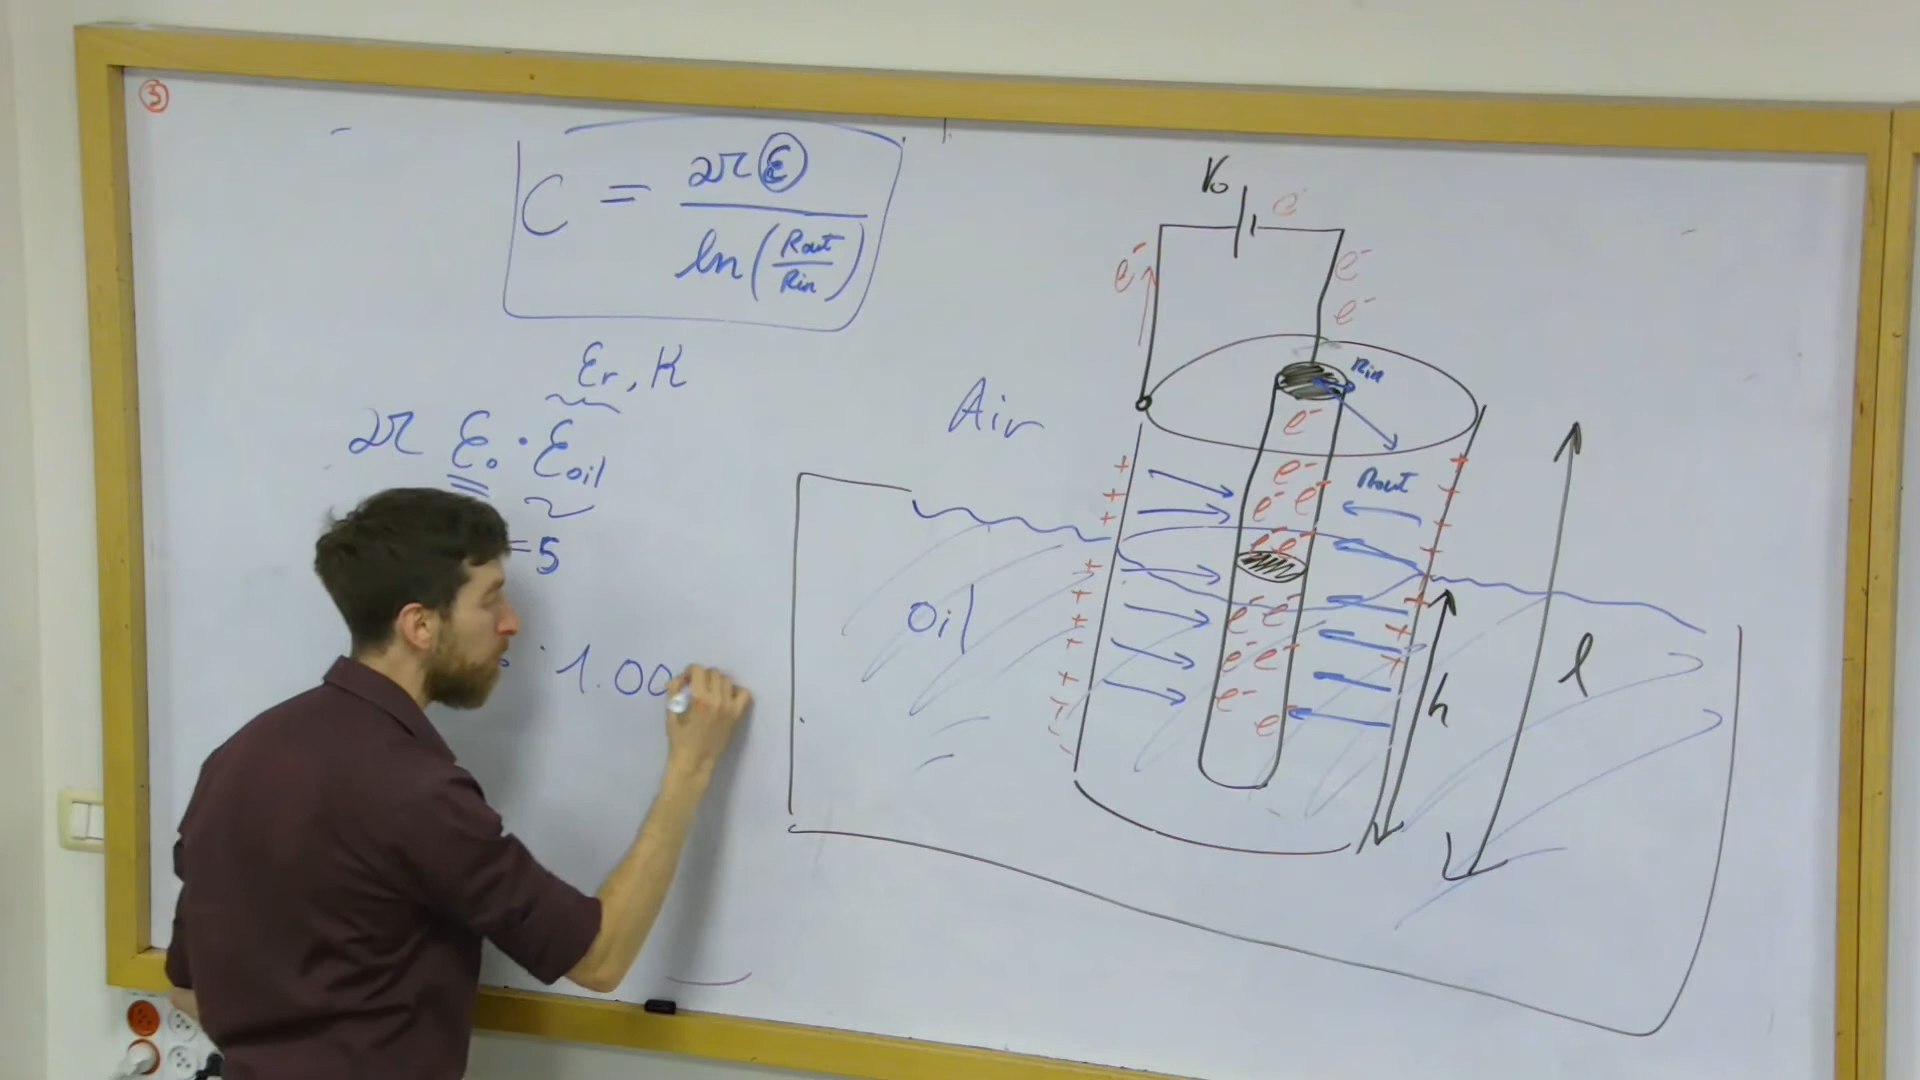 3
C = 2π ε / ln(Rout/Rin)
εr, K
2π ε₀ · εoil
=5
· 1.00
V₀
e⁻
e⁻
e⁻
e⁻
Rin
Air
Rout
Oil
h
l
+ + +
e⁻ e⁻ e⁻ e⁻ e⁻ e⁻
e⁻ e⁻ e⁻ e⁻ e⁻ e⁻